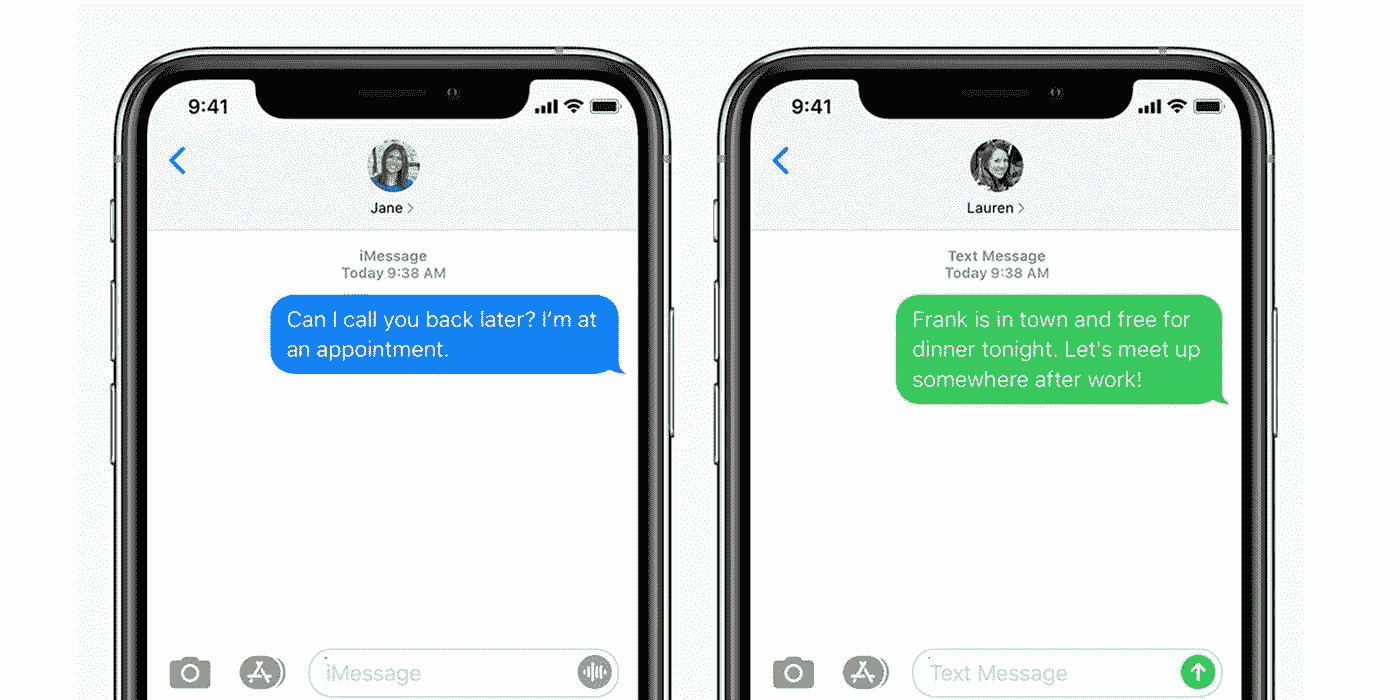 9:41
Jane >
iMessage
Today 9:38 AM
Can I call you back later? I'm at
an appointment.
iMessage
9:41
Lauren >
Text Message
Today 9:38 AM
Frank is in town and free for
dinner tonight. Let's meet up
somewhere after work!
Text Message